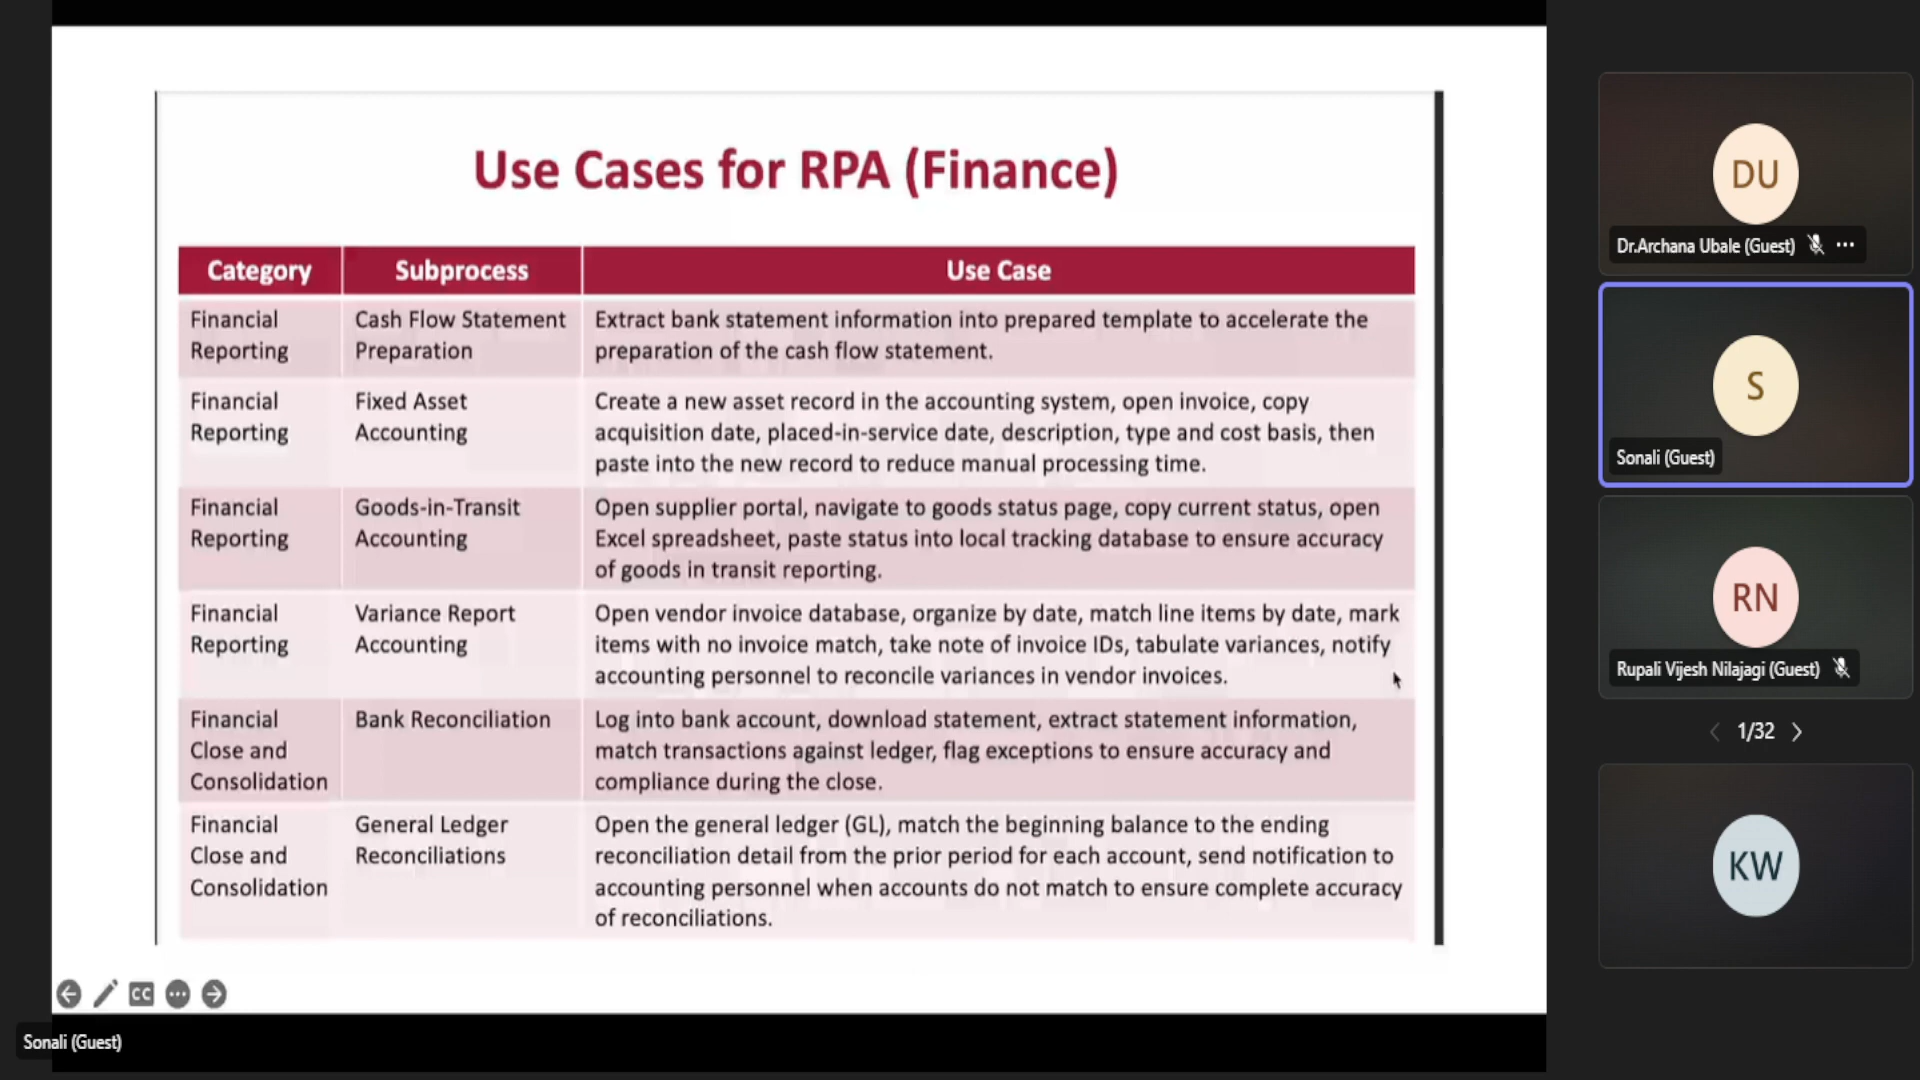 Use Cases for RPA (Finance)
Category
Subprocess
Use Case
Financial
Reporting
Cash Flow Statement
Preparation
Extract bank statement information into prepared template to accelerate the
preparation of the cash flow statement.
Financial
Reporting
Fixed Asset
Accounting
Create a new asset record in the accounting system, open invoice, copy
acquisition date, placed-in-service date, description, type and cost basis, then
paste into the new record to reduce manual processing time.
Financial
Reporting
Goods-in-Transit
Accounting
Open supplier portal, navigate to goods status page, copy current status, open
Excel spreadsheet, paste status into local tracking database to ensure accuracy
of goods in transit reporting.
Financial
Reporting
Variance Report
Accounting
Open vendor invoice database, organize by date, match line items by date, mark
items with no invoice match, take note of invoice IDs, tabulate variances, notify
accounting personnel to reconcile variances in vendor invoices.
Financial
Close and
Consolidation
Bank Reconciliation
Log into bank account, download statement, extract statement information,
match transactions against ledger, flag exceptions to ensure accuracy and
compliance during the close.
Financial
Close and
Consolidation
General Ledger
Reconciliations
Open the general ledger (GL), match the beginning balance to the ending
reconciliation detail from the prior period for each account, send notification to
accounting personnel when accounts do not match to ensure complete accuracy
of reconciliations.
CC
Sonali (Guest)
DU
Dr.Archana Ubale (Guest)
S
Sonali (Guest)
RN
Rupali Vijesh Nilajagi (Guest)
1/32
KW